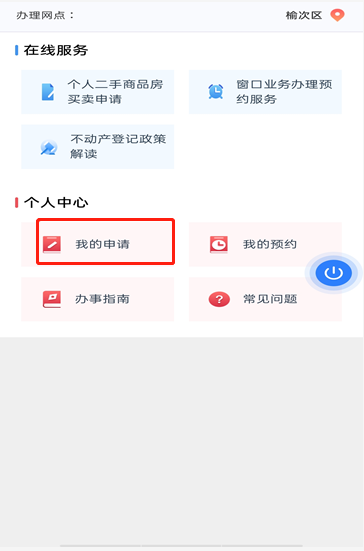 办理网点： 榆次区
在线服务
个人二手商品房
买卖申请
窗口业务办理预
约服务
不动产登记政策
解读
个人中心
我的申请
我的预约
办事指南
常见问题